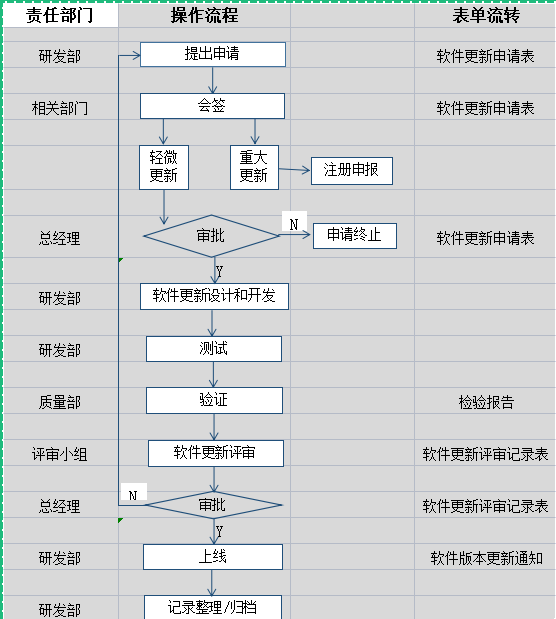 责任部门 操作流程 表单流转
研发部 提出申请 软件更新申请表
相关部门 会签 软件更新申请表
轻微 重大
更新 更新 注册申报
总经理 审批 N 申请终止 软件更新申请表
Y
研发部 软件更新设计和开发
研发部 测试
质量部 验证 检验报告
评审小组 软件更新评审 软件更新评审记录表
N
总经理 审批 软件更新评审记录表
Y
研发部 上线 软件版本更新通知
研发部 记录整理/归档